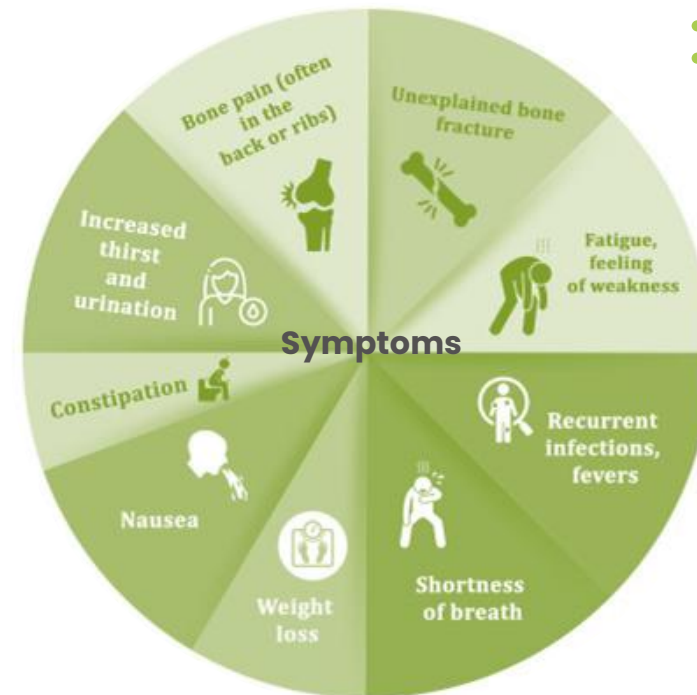 Bone pain (often
in the
back or ribs)
Unexplained bone
fracture
Increased
thirst
and
urination
Fatigue,
feeling
of weakness
Symptoms
Constipation
Recurrent
infections,
fevers
Nausea
Shortness
of breath
Weight
loss